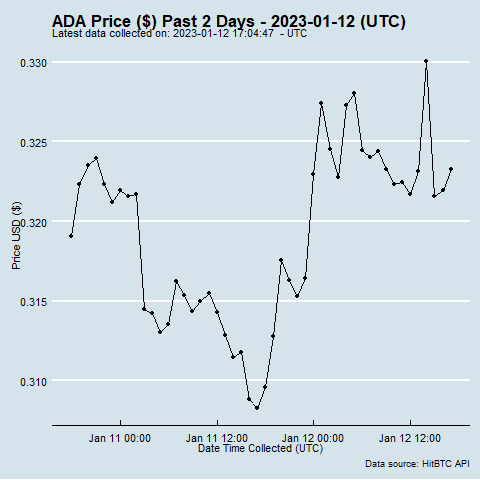 ADA Price ($) Past 2 Days - 2023-01-12 (UTC)
Latest data collected on: 2023-01-12 17:04:47 - UTC
0.330
0.325
0.320
0.315
0.310
Price USD ($)
Jan 11 00:00 Jan 11 12:00 Jan 12 00:00 Jan 12 12:00
Date Time Collected (UTC)
Data source: HitBTC API